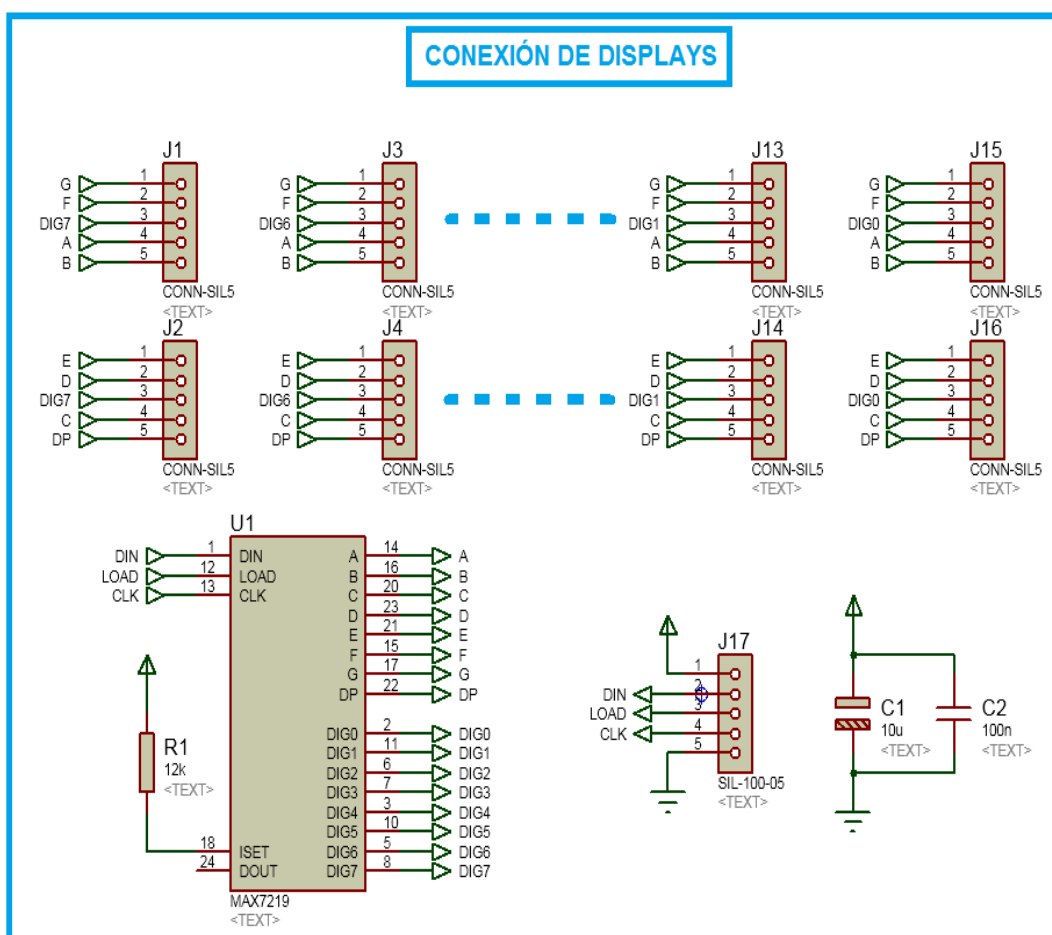 CONEXIÓN DE DISPLAYS
J1 J3 J13 J15
G 1 G 1 G 1 G 1
F 2 F 2 F 2 F 2
DIG7 3 DIG6 3 DIG1 3 DIG0 3
A 4 A 4 A 4 A 4
B 5 B 5 B 5 B 5
CONN-SIL5 CONN-SIL5 CONN-SIL5 CONN-SIL5
<TEXT> <TEXT> <TEXT> <TEXT>
J2 J4 J14 J16
E 1 E 1 E 1 E 1
D 2 D 2 D 2 D 2
DIG7 3 DIG6 3 DIG1 3 DIG0 3
C 4 C 4 C 4 C 4
DP 5 DP 5 DP 5 DP 5
CONN-SIL5 CONN-SIL5 CONN-SIL5 CONN-SIL5
<TEXT> <TEXT> <TEXT> <TEXT>
U1
DIN 1 DIN A 14 A
LOAD 12 LOAD B 16 B
CLK 13 CLK C 20 C
D 23 D
E 21 E
F 15 F
G 17 G
DP 22 DP
DIG0 2 DIG0
DIG1 11 DIG1
DIG2 6 DIG2
DIG3 7 DIG3
DIG4 3 DIG4
DIG5 10 DIG5
18 ISET DIG6 5 DIG6
24 DOUT DIG7 8 DIG7
MAX7219
<TEXT>
R1
12k
<TEXT>
J17
1
DIN 2
LOAD 3
CLK 4
5
SIL-100-05
<TEXT>
C1
10u
<TEXT>
C2
100n
<TEXT>